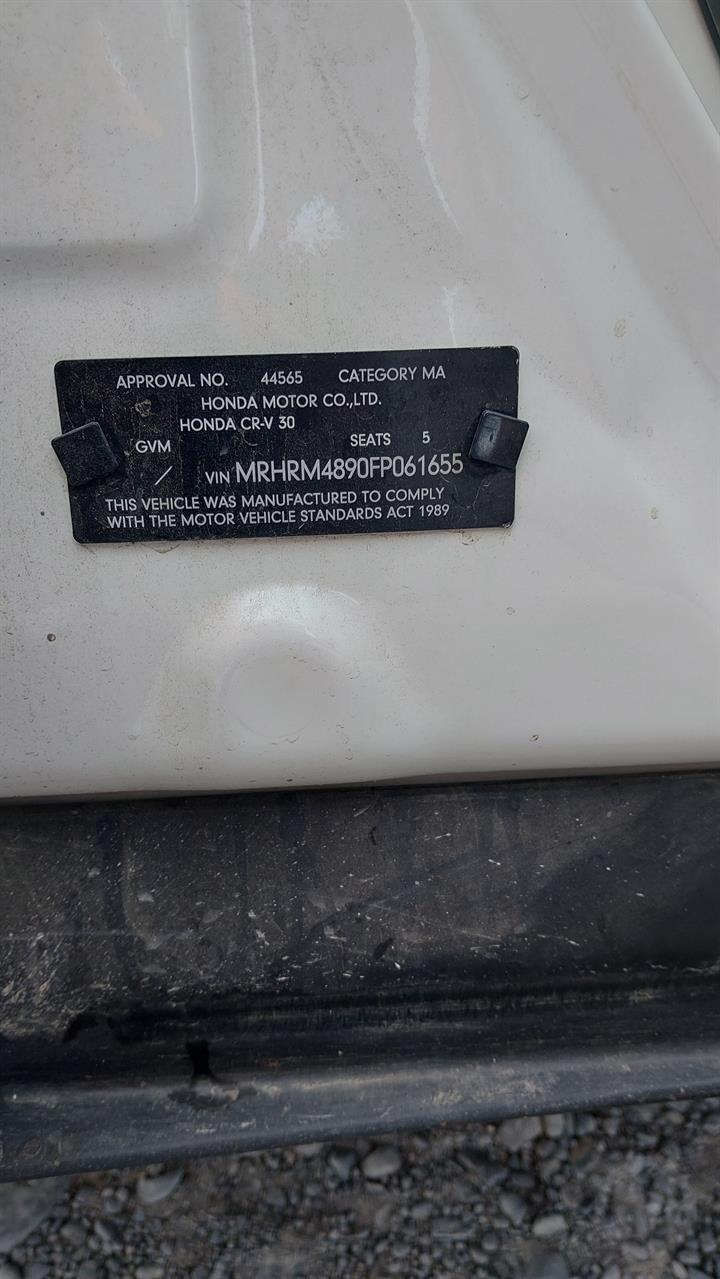 APPROVAL NO. 44565 CATEGORY MA
HONDA MOTOR CO.,LTD.
HONDA CR-V 30
GVM SEATS 5
/ VIN MRHRM4890FP061655
THIS VEHICLE WAS MANUFACTURED TO COMPLY
WITH THE MOTOR VEHICLE STANDARDS ACT 1989